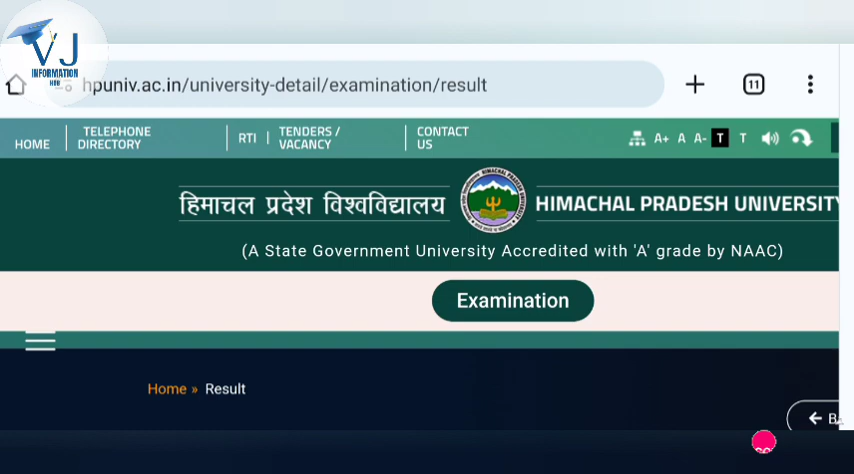 VJ
INFORMATION
HUB
hpuniv.ac.in/university-detail/examination/result
11
HOME
TELEPHONE
DIRECTORY
RTI
TENDERS /
VACANCY
CONTACT
US
A+ A A- T T
हिमाचल प्रदेश विश्वविद्यालय
HIMACHAL PRADESH UNIVERSITY
(A State Government University Accredited with 'A' grade by NAAC)
Examination
Home » Result